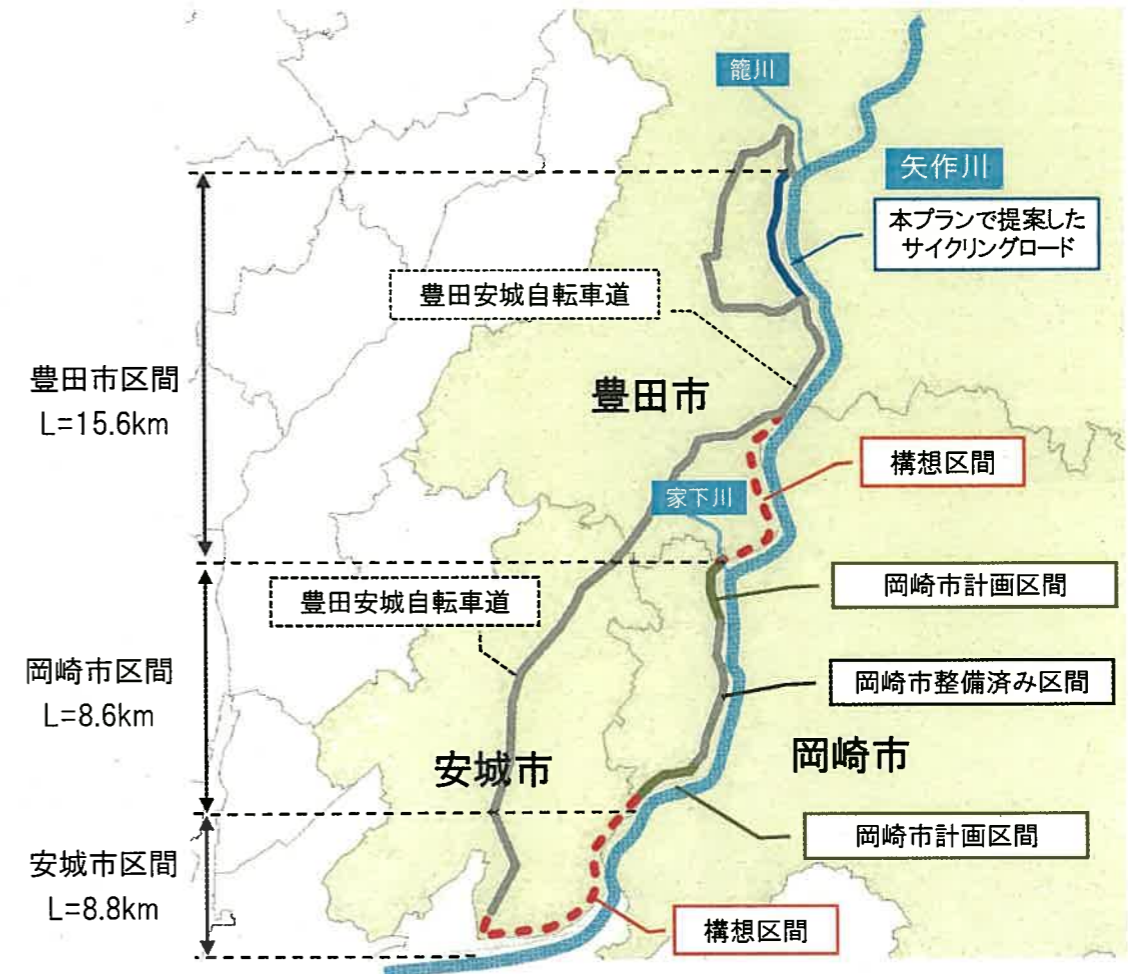 籠川
矢作川
本プランで提案した
サイクリングロード
豊田安城自転車道
豊田市区間
L=15.6km
豊田市
構想区間
家下川
岡崎市計画区間
豊田安城自転車道
岡崎市区間
L=8.6km
岡崎市整備済み区間
岡崎市
安城市
岡崎市計画区間
安城市区間
L=8.8km
構想区間